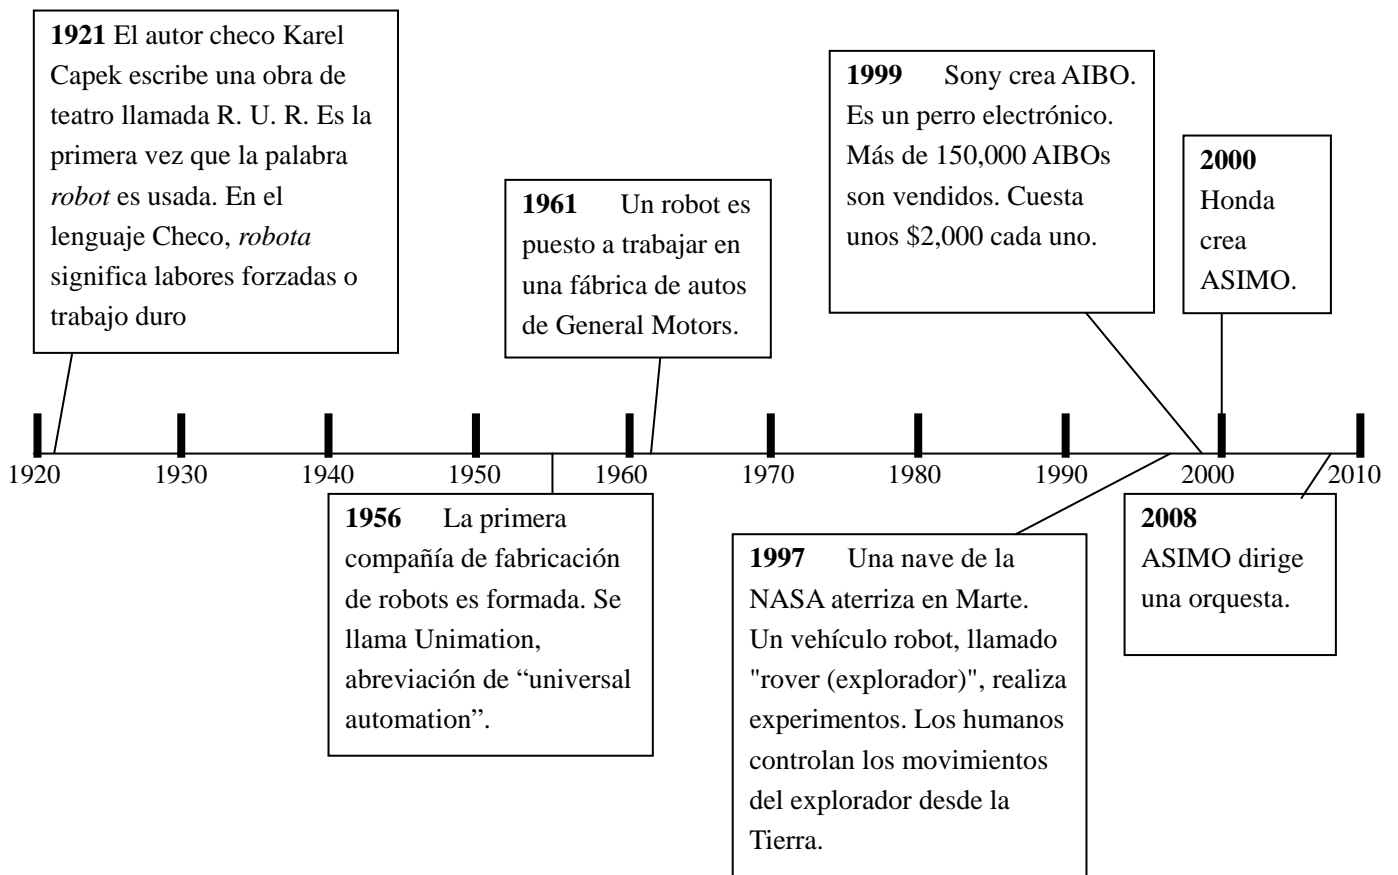 1921 El autor checo Karel
Capek escribe una obra de
teatro llamada R. U. R. Es la
primera vez que la palabra
robot es usada. En el
lenguaje Checo, robota
significa labores forzadas o
trabajo duro
1961 Un robot es
puesto a trabajar en
una fábrica de autos
de General Motors.
1999 Sony crea AIBO.
Es un perro electrónico.
Más de 150,000 AIBOs
son vendidos. Cuesta
unos $2,000 cada uno.
2000
Honda
crea
ASIMO.
1920 1930 1940 1950 1960 1970 1980 1990 2000 2010
1956 La primera
compañía de fabricación
de robots es formada. Se
llama Unimation,
abreviación de “universal
automation”.
1997 Una nave de la
NASA aterriza en Marte.
Un vehículo robot, llamado
"rover (explorador)", realiza
experimentos. Los humanos
controlan los movimientos
del explorador desde la
Tierra.
2008
ASIMO dirige
una orquesta.